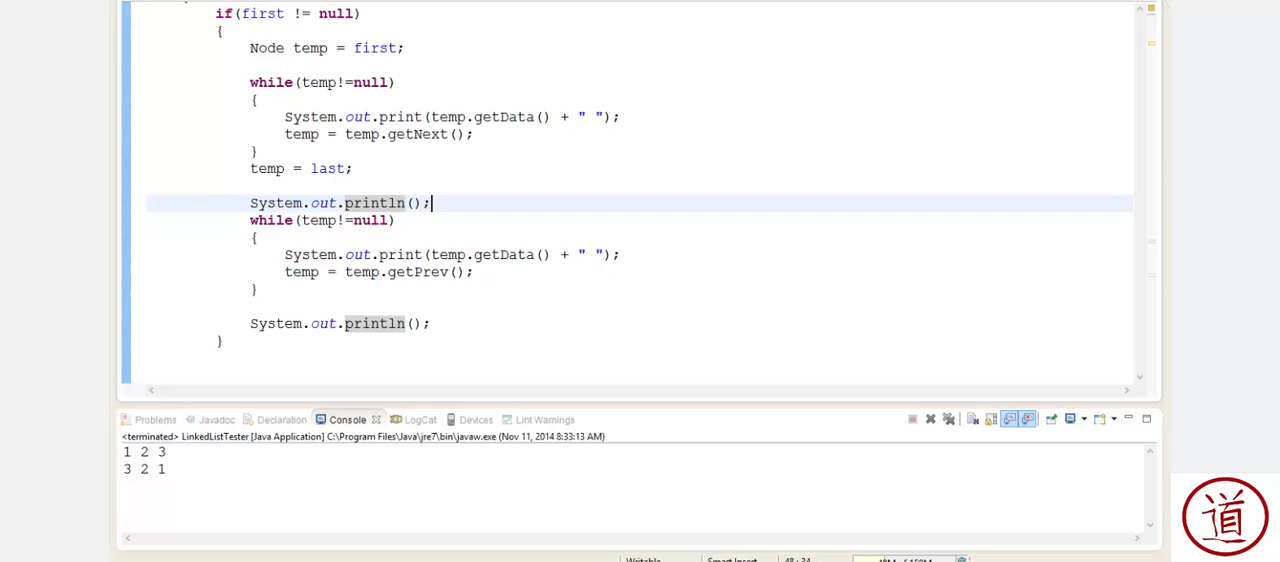 if(first != null)
{
Node temp = first;
while(temp!=null)
{
System.out.print(temp.getData() + " ");
temp = temp.getNext();
}
temp = last;
System.out.println();
while(temp!=null)
{
System.out.print(temp.getData() + " ");
temp = temp.getPrev();
}
System.out.println();
}
Problems Javadoc Declaration Console LogCat Devices Lint Warnings
<terminated> LinkedListTester [Java Application] C:\Program Files\Java\jre7\bin\javaw.exe (Nov 11, 2014 8:33:13 AM)
1 2 3
3 2 1
道
Writable Smart Insert 48 : 34